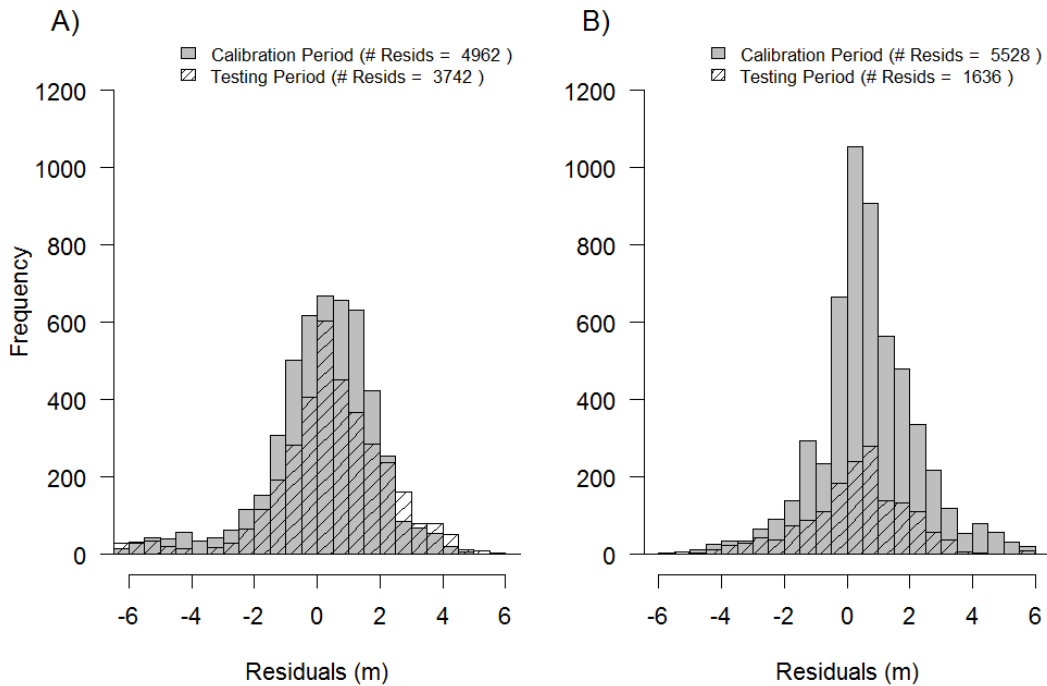 A)
Calibration Period (# Resids = 4962 )
Testing Period (# Resids = 3742 )
1200
1000
800
600
400
200
0
Frequency
-6 -4 -2 0 2 4 6
Residuals (m)
B)
Calibration Period (# Resids = 5528 )
Testing Period (# Resids = 1636 )
1200
1000
800
600
400
200
0
-6 -4 -2 0 2 4 6
Residuals (m)